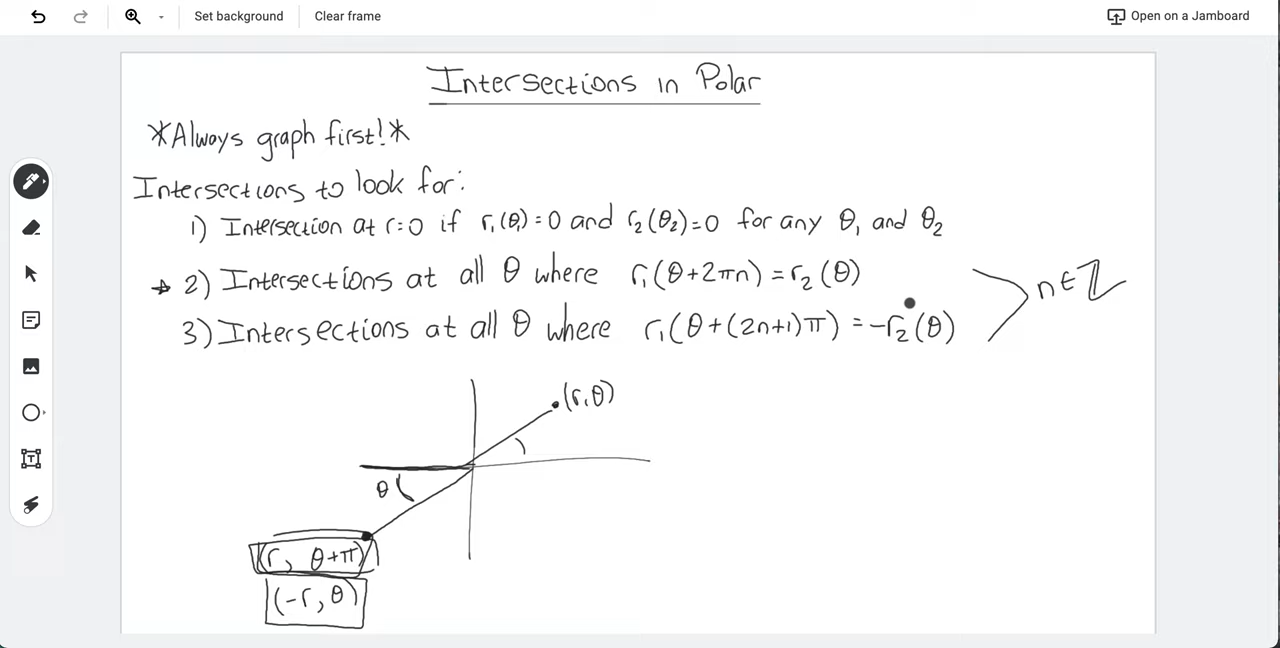 Set background
Clear frame
Open on a Jamboard
Intersections in Polar
*Always graph first!*
Intersections to look for:
1) Intersection at r=0 if r₁(θ₁)=0 and r₂(θ₂)=0 for any θ₁ and θ₂
→ 2) Intersections at all θ where r₁(θ+2πn)=r₂(θ)
n∈ℤ
3) Intersections at all θ where r₁(θ+(2n+1)π)=-r₂(θ)
(r,θ)
θ
(r, θ+π)
(-r, θ)